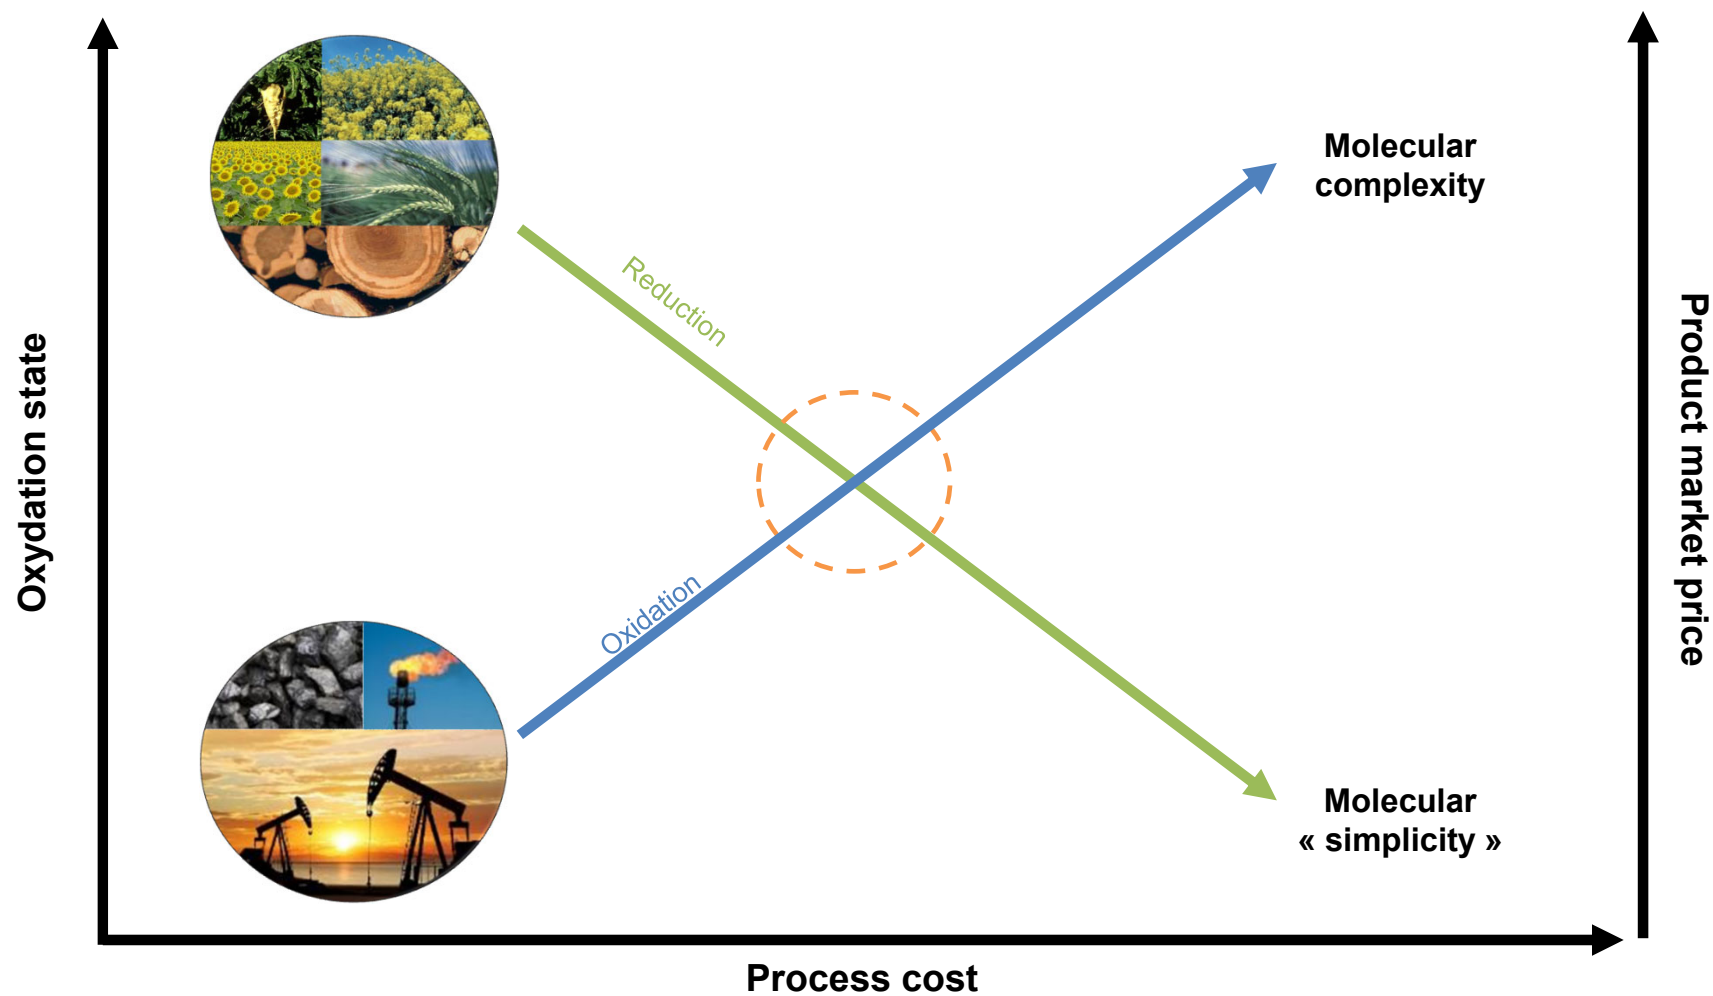 Molecular
complexity
Reduction
Oxydation state
Product market price
Oxidation
Molecular
« simplicity »
Process cost